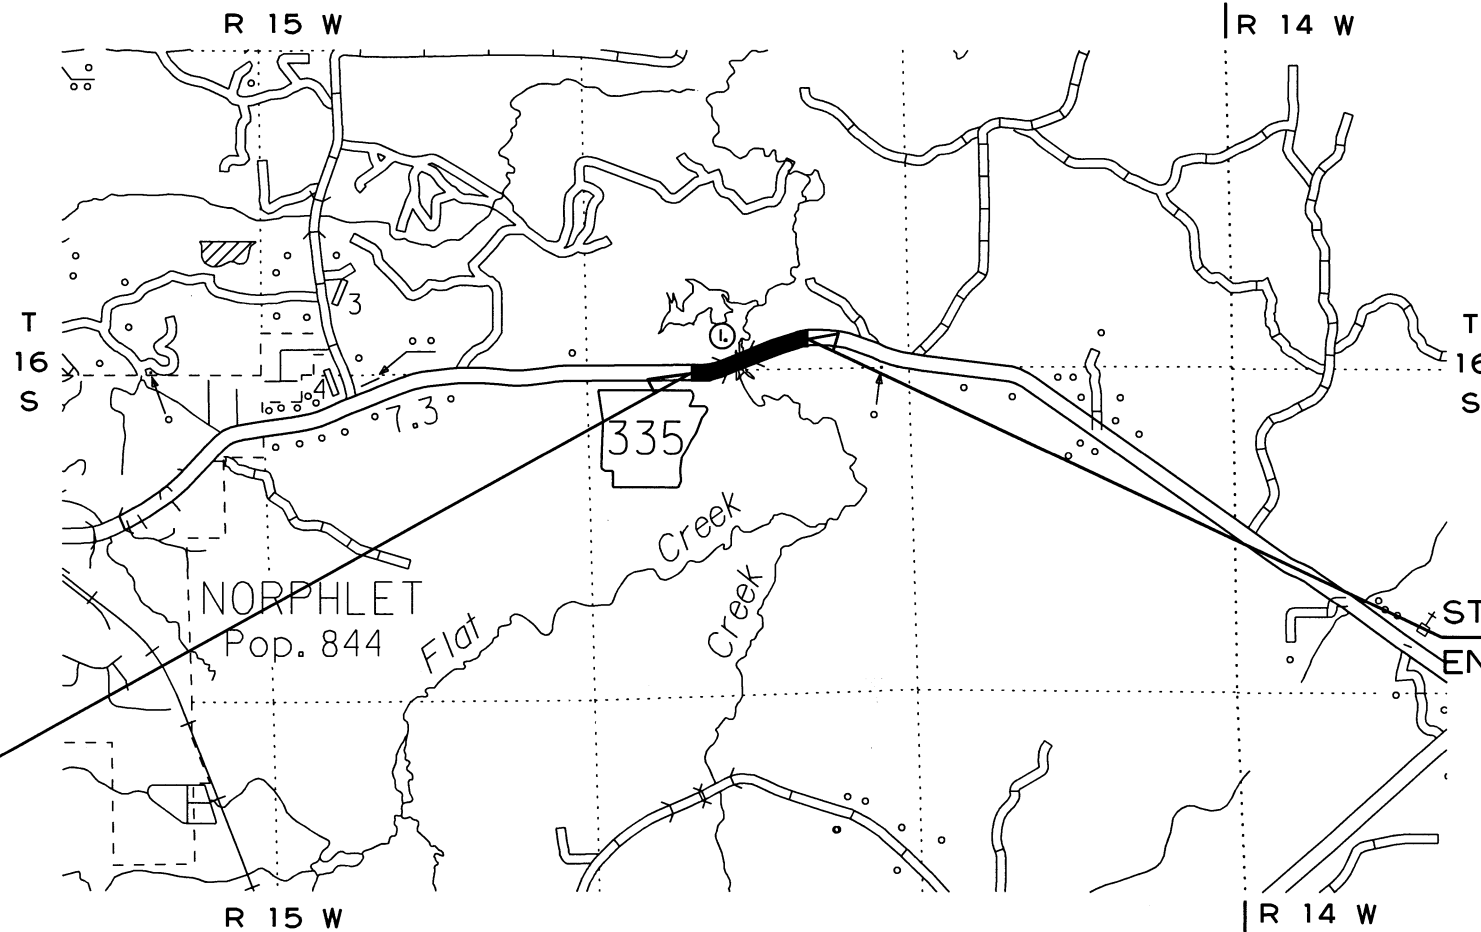 R 15 W
R 14 W
3
T
16
S
T
16
S
1.
4
7.3
335
Creek
NORPHLET
Pop. 844
Flat
Creek
ST
EN
R 15 W
R 14 W